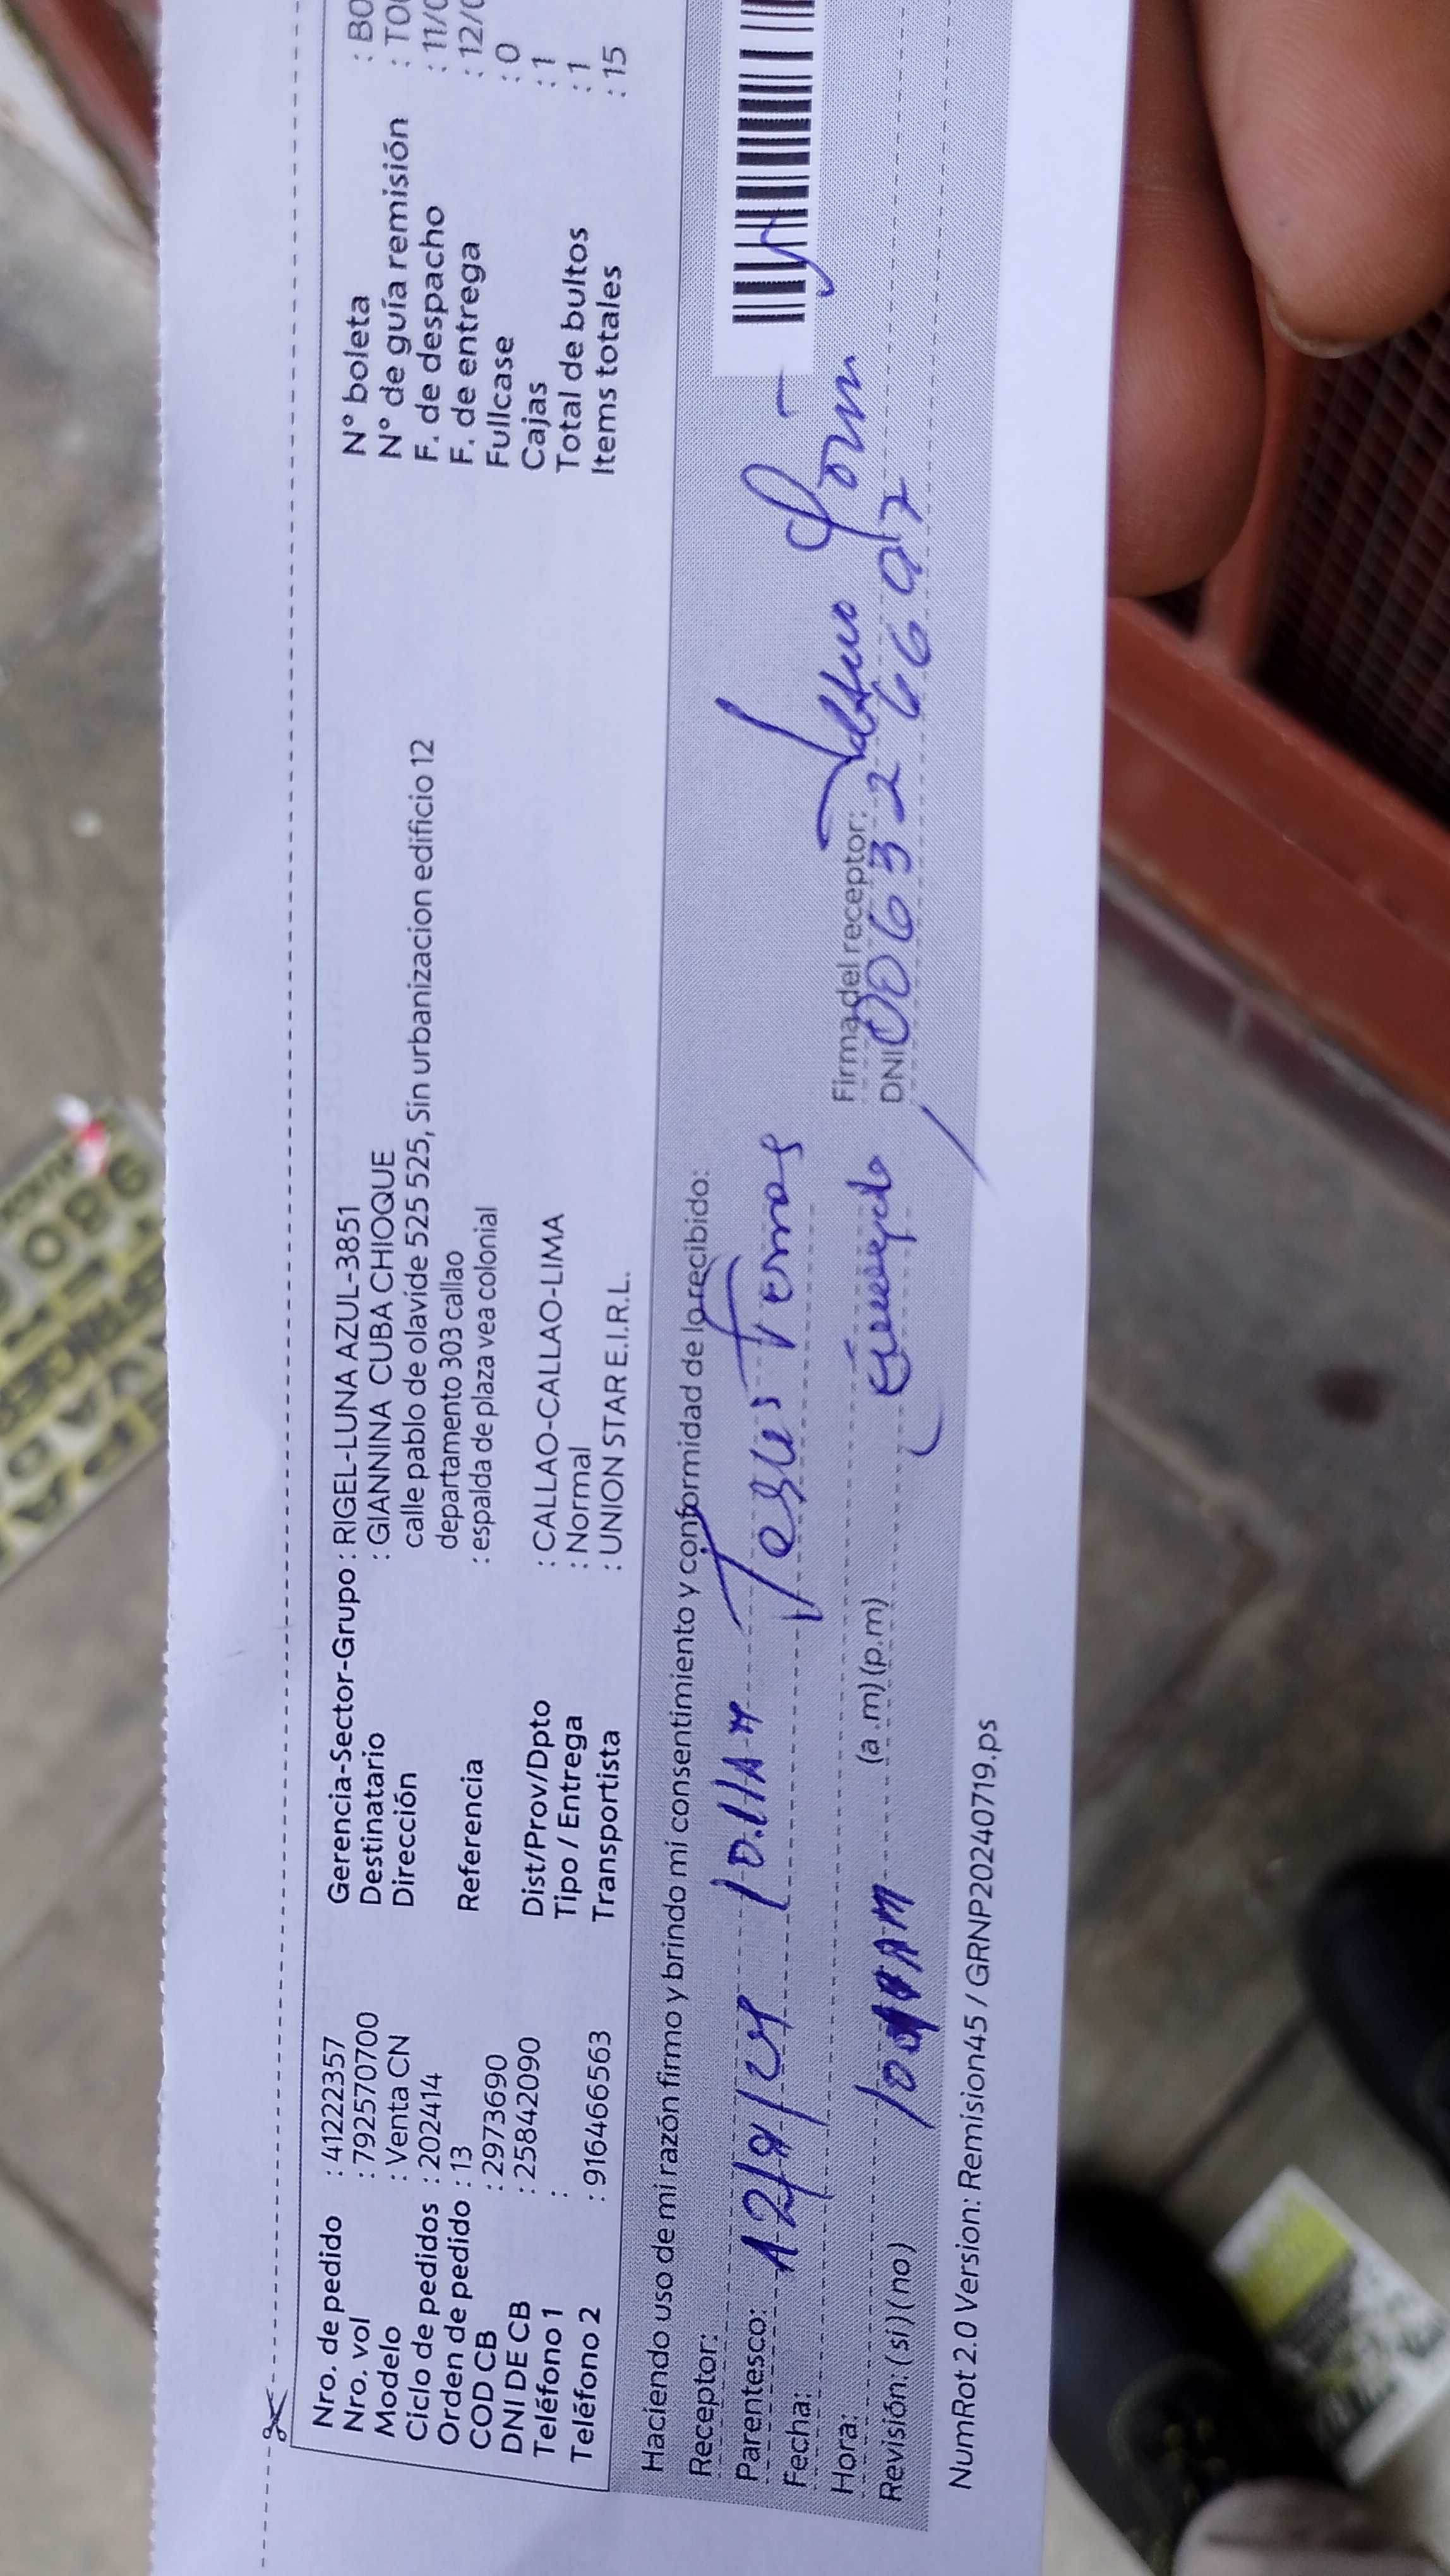 Nro. de pedido : 41222357
Nro. vol : 792570700
Modelo : Venta CN
Ciclo de pedidos : 202414
Orden de pedido : 13
COD CB : 2973690
DNI DE CB : 25842090
Teléfono 1 :
Teléfono 2 : 916466563
Gerencia-Sector-Grupo : RIGEL-LUNA AZUL-3851
Destinatario : GIANNINA CUBA CHIOQUE
Dirección calle pablo de olavide 525 525, Sin urbanizacion edificio 12
departamento 303 callao
Referencia : espalda de plaza vea colonial
Dist/Prov/Dpto : CALLAO-CALLAO-LIMA
Tipo / Entrega : Normal
Transportista : UNION STAR E.I.R.L.
N° boleta : B0
N° de guía remisión : T0
F. de despacho : 11/0
F. de entrega : 12/0
Fullcase : 0
Cajas : 1
Total de bultos : 1
Items totales : 15
Haciendo uso de mi razón firmo y brindo mi consentimiento y conformidad de lo recibido:
Receptor:
Parentesco:
Fecha:
Hora: (a.m) (p.m)
Revisión: (si) (no)
Firma del receptor:
DNI
NumRot 2.0 Version: Remision45 / GRNP20240719.ps